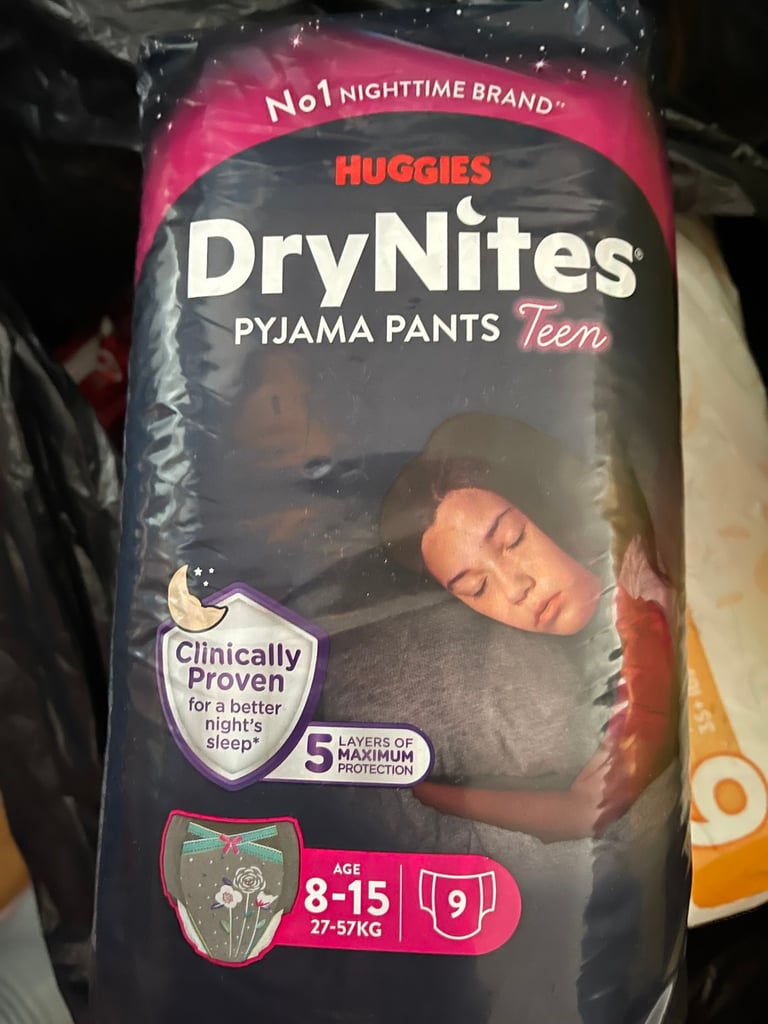 No1 NIGHTTIME BRAND"
HUGGIES
DryNites®
PYJAMA PANTS Teen
Clinically
Proven
for a better
night's
sleep*
5 LAYERS OF
MAXIMUM
PROTECTION
AGE
8-15
27-57KG
9
9